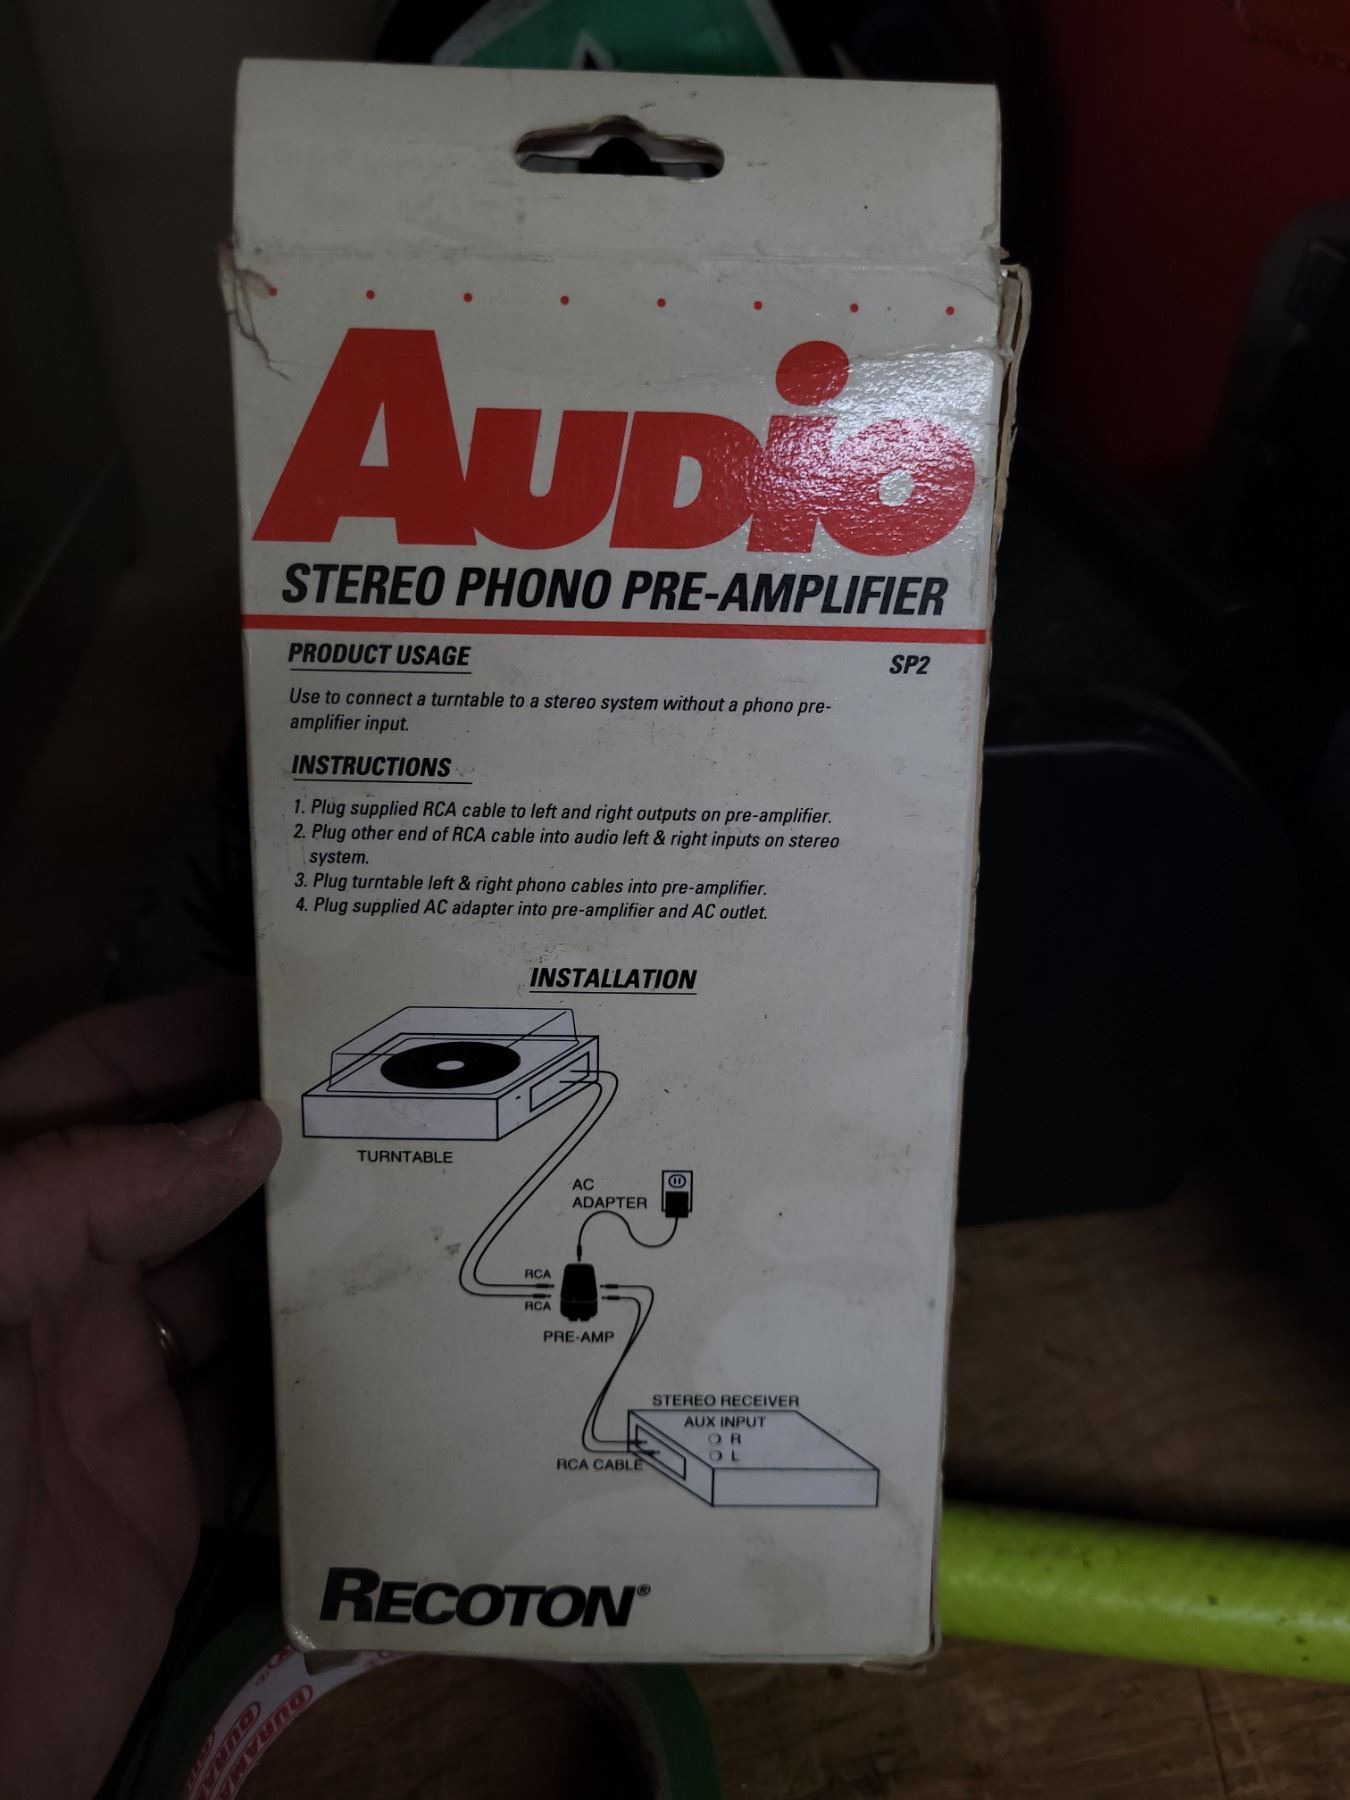 AUDiO
STEREO PHONO PRE-AMPLIFIER
PRODUCT USAGE
SP2
Use to connect a turntable to a stereo system without a phono pre-
amplifier input.
INSTRUCTIONS
1. Plug supplied RCA cable to left and right outputs on pre-amplifier.
2. Plug other end of RCA cable into audio left & right inputs on stereo
system.
3. Plug turntable left & right phono cables into pre-amplifier.
4. Plug supplied AC adapter into pre-amplifier and AC outlet.
INSTALLATION
TURNTABLE
AC
ADAPTER
RCA
RCA
PRE-AMP
STEREO RECEIVER
AUX INPUT
R
L
RCA CABLE
RECOTON®